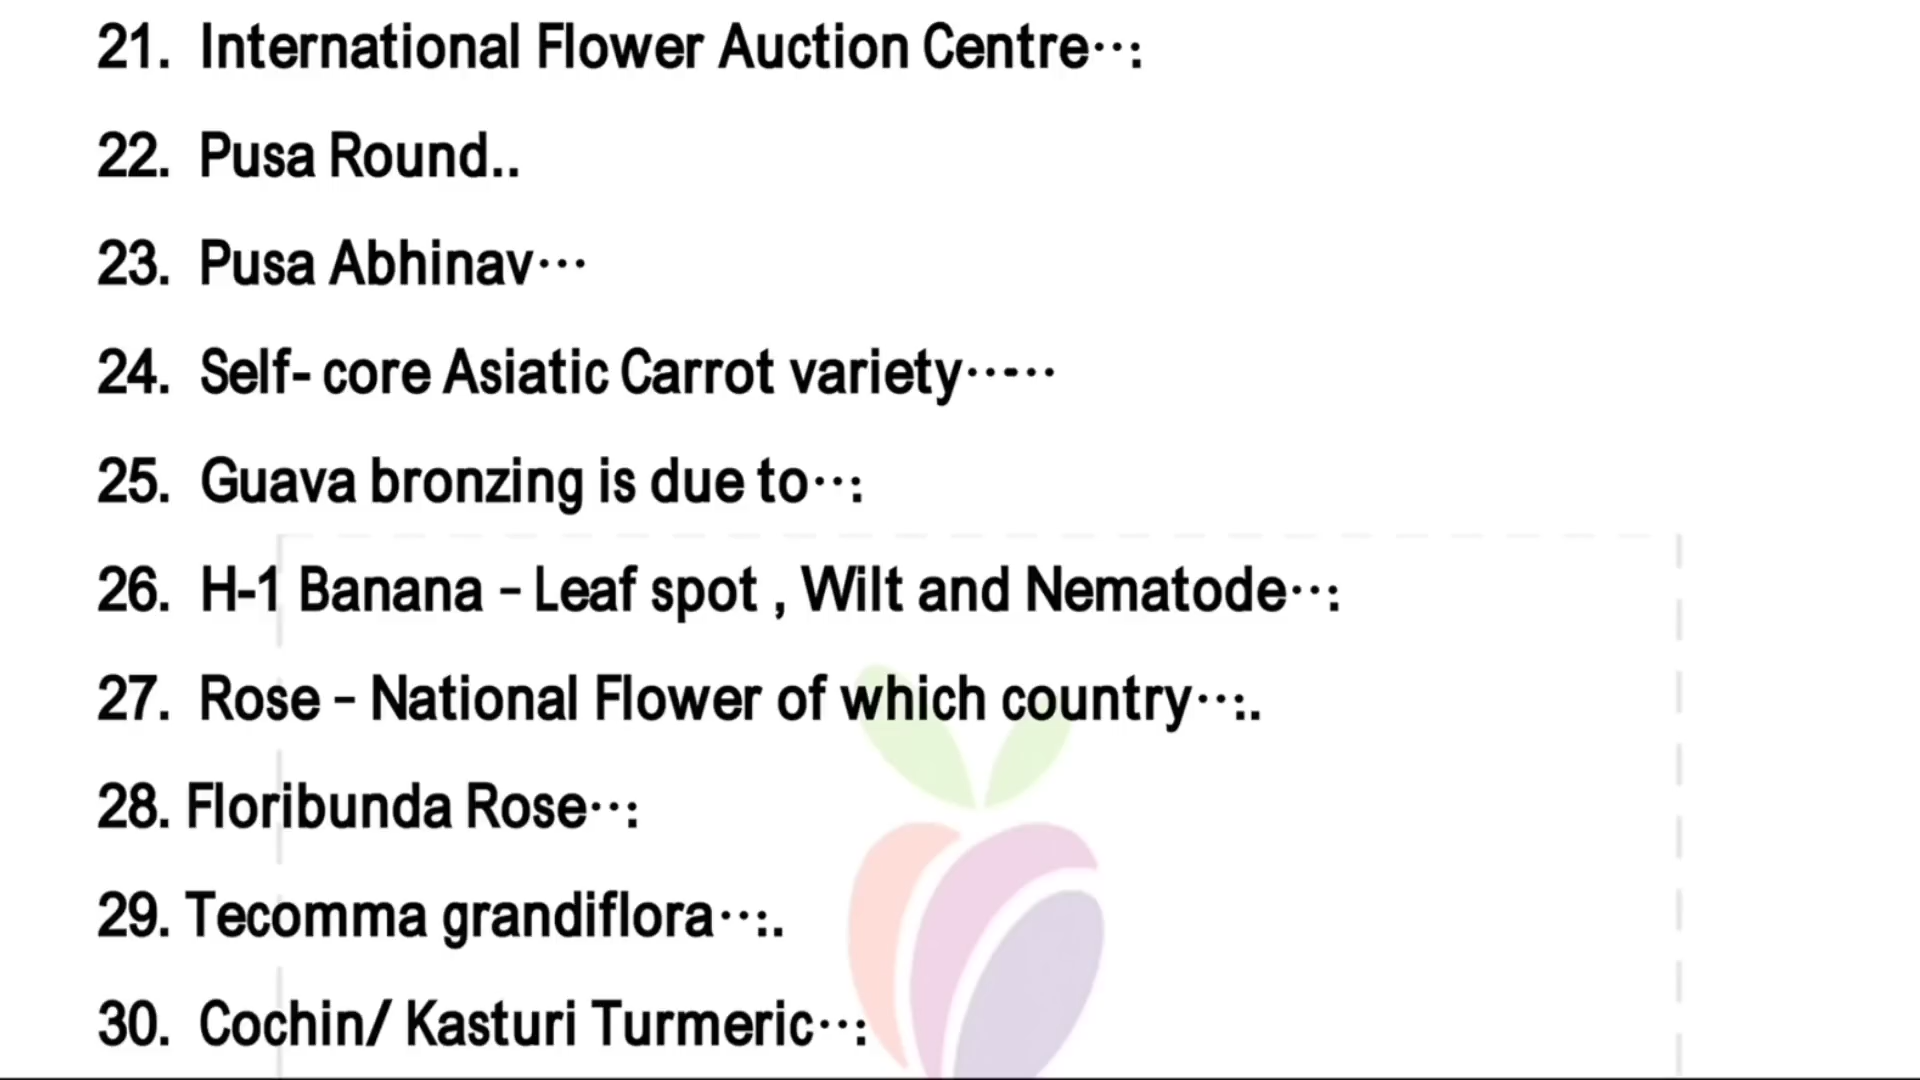 21. International Flower Auction Centre⋯:
22. Pusa Round..
23. Pusa Abhinav⋯
24. Self- core Asiatic Carrot variety⋯-⋯
25. Guava bronzing is due to⋯:
26. H-1 Banana – Leaf spot , Wilt and Nematode⋯:
27. Rose – National Flower of which country⋯:.
28. Floribunda Rose⋯:
29. Tecomma grandiflora⋯:.
30. Cochin/ Kasturi Turmeric⋯: